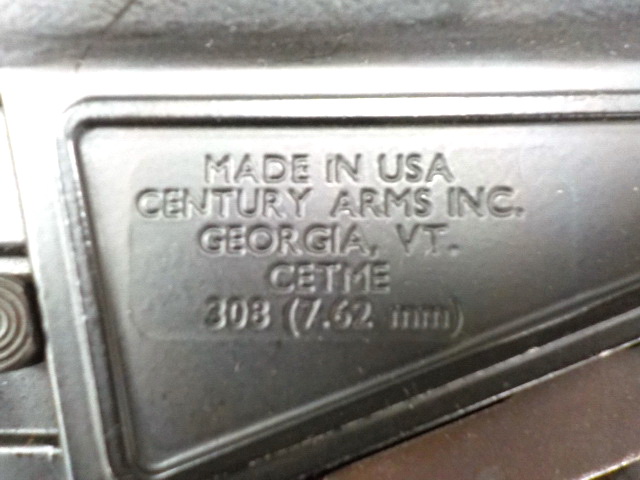 MADE IN USA
CENTURY ARMS INC.
GEORGIA, VT.
CETME
308 (7.62 mm)